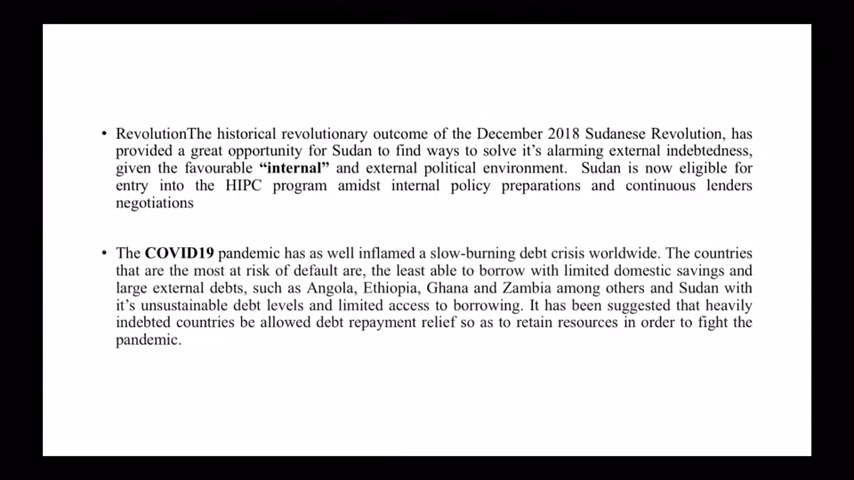 • RevolutionThe historical revolutionary outcome of the December 2018 Sudanese Revolution, has
provided a great opportunity for Sudan to find ways to solve it’s alarming external indebtedness,
given the favourable “internal” and external political environment. Sudan is now eligible for
entry into the HIPC program amidst internal policy preparations and continuous lenders
negotiations
• The COVID19 pandemic has as well inflamed a slow-burning debt crisis worldwide. The countries
that are the most at risk of default are, the least able to borrow with limited domestic savings and
large external debts, such as Angola, Ethiopia, Ghana and Zambia among others and Sudan with
it’s unsustainable debt levels and limited access to borrowing. It has been suggested that heavily
indebted countries be allowed debt repayment relief so as to retain resources in order to fight the
pandemic.